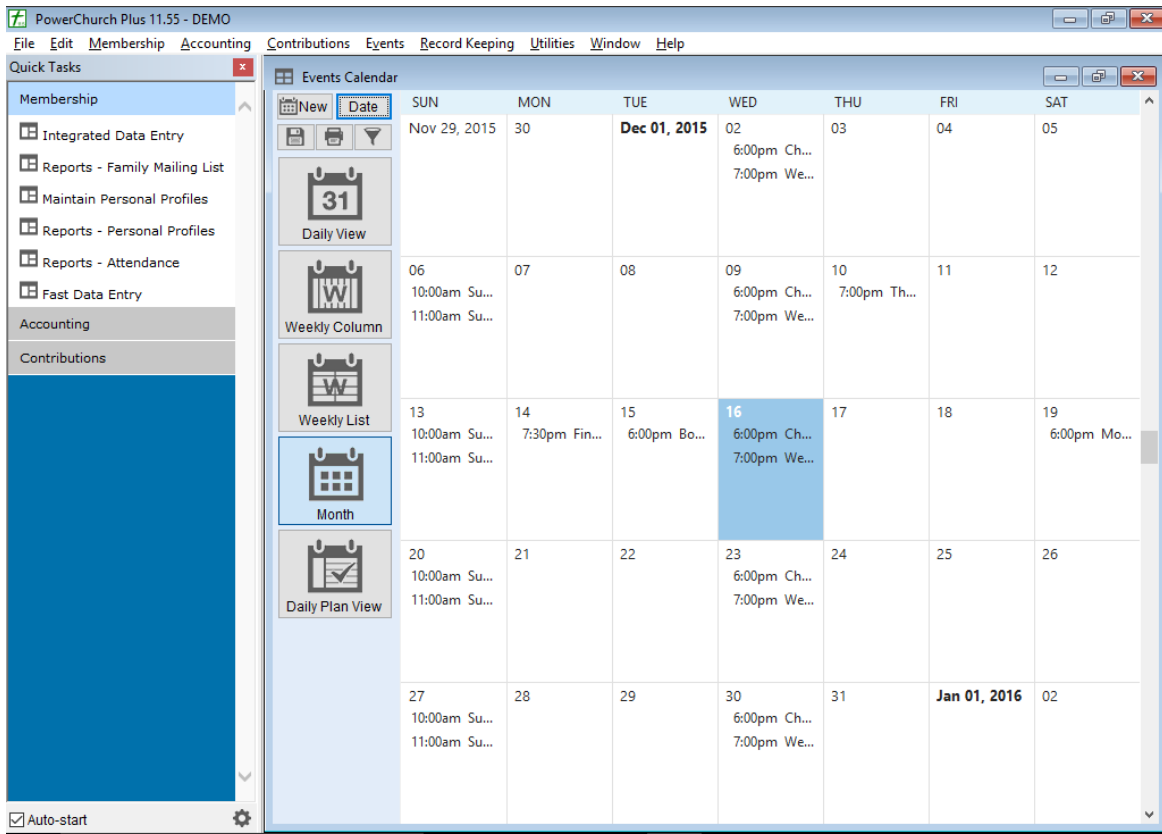 PowerChurch Plus 11.55 - DEMO
File Edit Membership Accounting Contributions Events Record Keeping Utilities Window Help
Quick Tasks
Membership
Integrated Data Entry
Reports - Family Mailing List
Maintain Personal Profiles
Reports - Personal Profiles
Reports - Attendance
Fast Data Entry
Accounting
Contributions
Auto-start
Events Calendar
New Date
31
Daily View
W
Weekly Column
W
Weekly List
Month
Daily Plan View
SUN MON TUE WED THU FRI SAT
Nov 29, 2015 30 Dec 01, 2015 02 03 04 05
6:00pm Ch...
7:00pm We...
06 07 08 09 10 11 12
10:00am Su... 6:00pm Ch... 7:00pm Th...
11:00am Su... 7:00pm We...
13 14 15 16 17 18 19
10:00am Su... 7:30pm Fin... 6:00pm Bo... 6:00pm Ch... 6:00pm Mo...
11:00am Su... 7:00pm We...
20 21 22 23 24 25 26
10:00am Su... 6:00pm Ch...
11:00am Su... 7:00pm We...
27 28 29 30 31 Jan 01, 2016 02
10:00am Su... 6:00pm Ch...
11:00am Su... 7:00pm We...